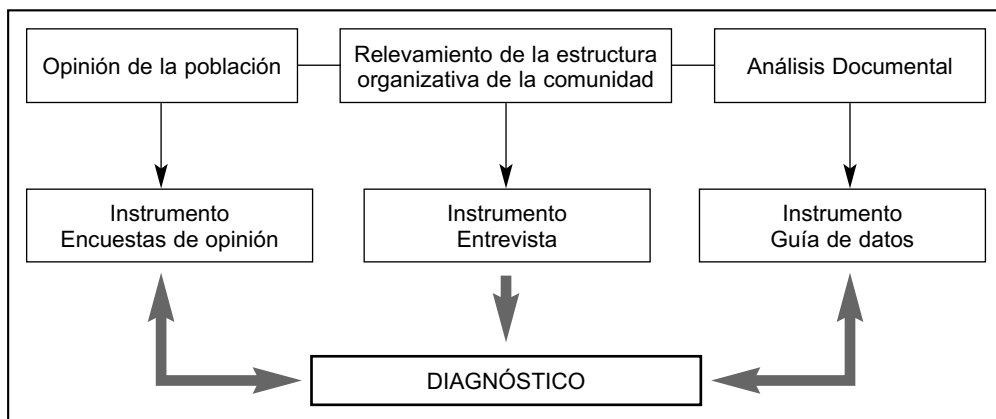 Opinión de la población
Relevamiento de la estructura
organizativa de la comunidad
Análisis Documental
Instrumento
Encuestas de opinión
Instrumento
Entrevista
Instrumento
Guía de datos
DIAGNÓSTICO